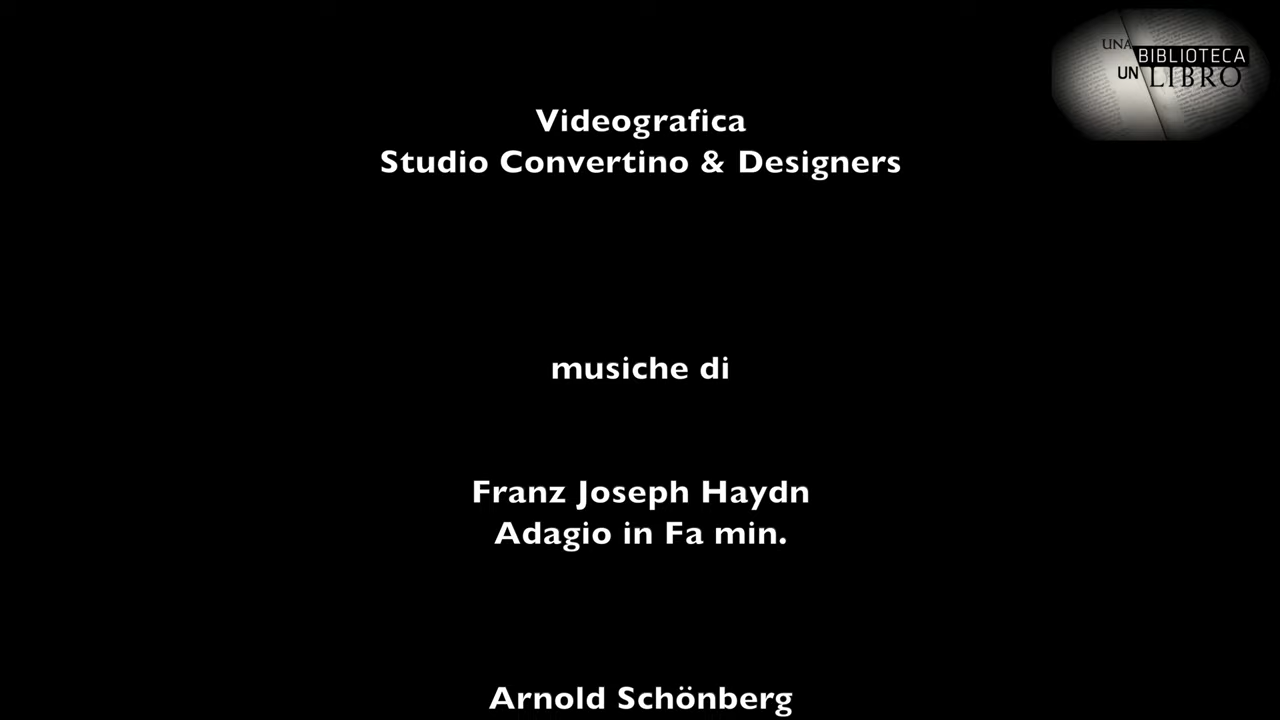 UNA
BIBLIOTECA
UN LIBRO
Videografica
Studio Convertino & Designers
musiche di
Franz Joseph Haydn
Adagio in Fa min.
Arnold Schönberg